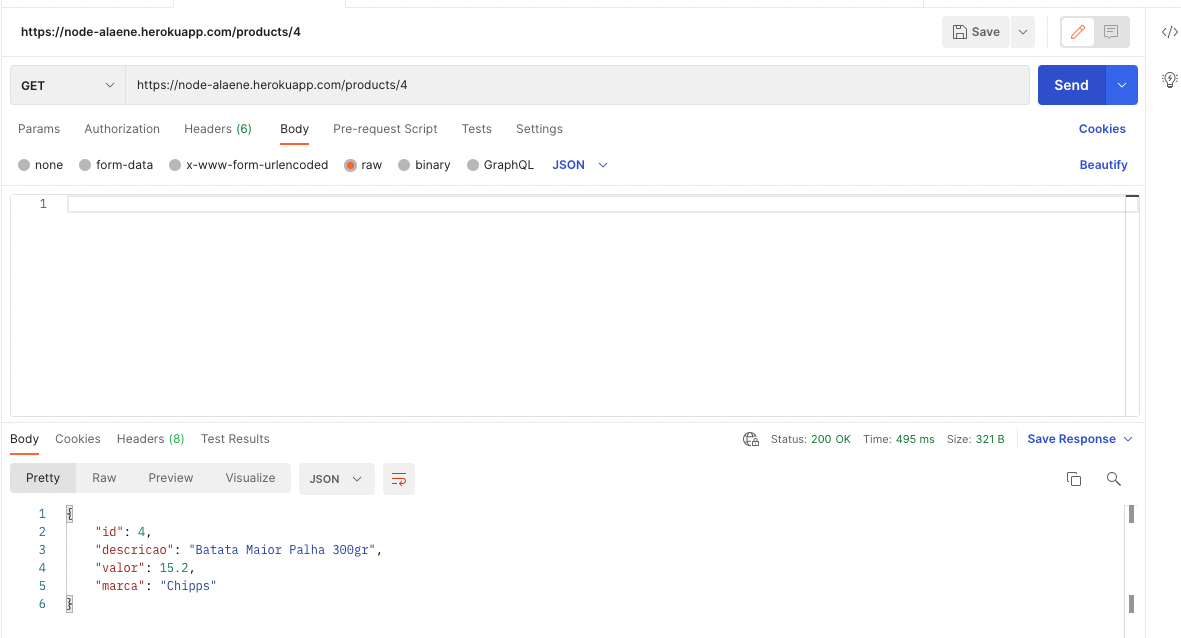 https://node-alaene.herokuapp.com/products/4
Save
</>
GET
https://node-alaene.herokuapp.com/products/4
Send
Params Authorization Headers (6) Body Pre-request Script Tests Settings Cookies
none form-data x-www-form-urlencoded raw binary GraphQL JSON Beautify
1
Body Cookies Headers (8) Test Results Status: 200 OK Time: 495 ms Size: 321 B Save Response
Pretty Raw Preview Visualize JSON
1 {
2 "id": 4,
3 "descricao": "Batata Maior Palha 300gr",
4 "valor": 15.2,
5 "marca": "Chipps"
6 }